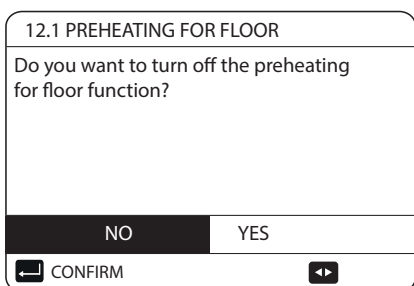 12.1 PREHEATING FOR FLOOR
Do you want to turn off the preheating
for floor function?
NO YES
CONFIRM